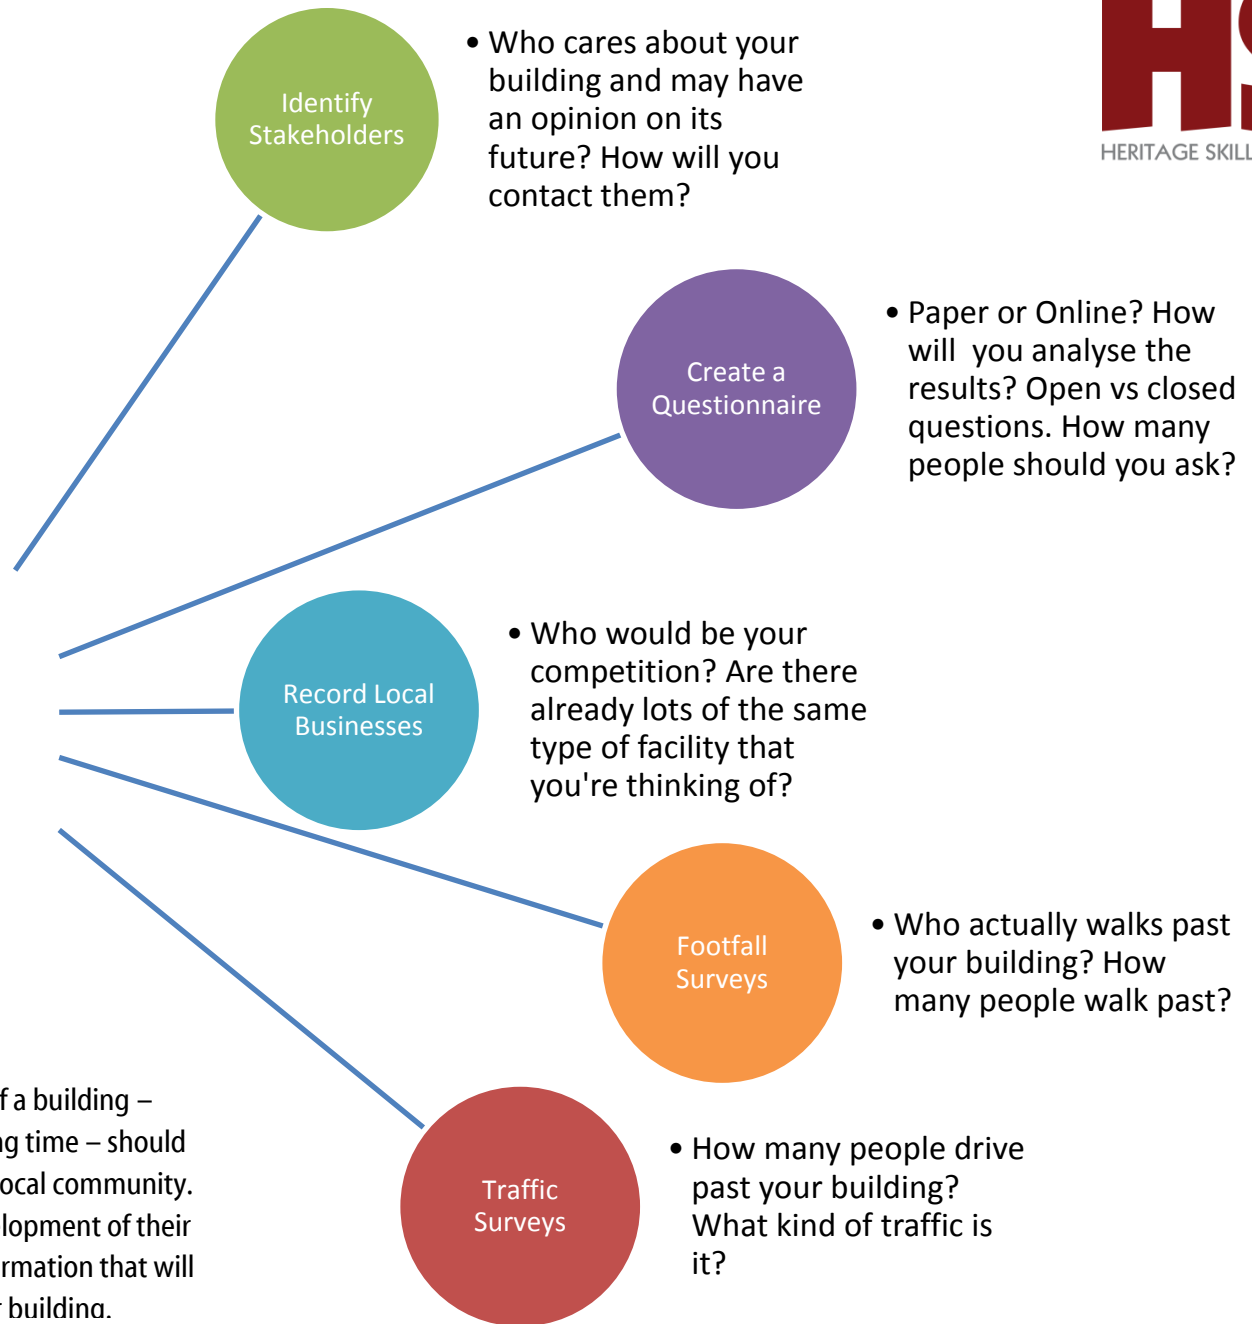 HERITAGE SKILL
Identify
Stakeholders
• Who cares about your
building and may have
an opinion on its
future? How will you
contact them?
Create a
Questionnaire
• Paper or Online? How
will you analyse the
results? Open vs closed
questions. How many
people should you ask?
Record Local
Businesses
• Who would be your
competition? Are there
already lots of the same
type of facility that
you're thinking of?
Footfall
Surveys
• Who actually walks past
your building? How
many people walk past?
Traffic
Surveys
• How many people drive
past your building?
What kind of traffic is
it?
f a building –
ng time – should
ocal community.
elopment of their
ormation that will
building.